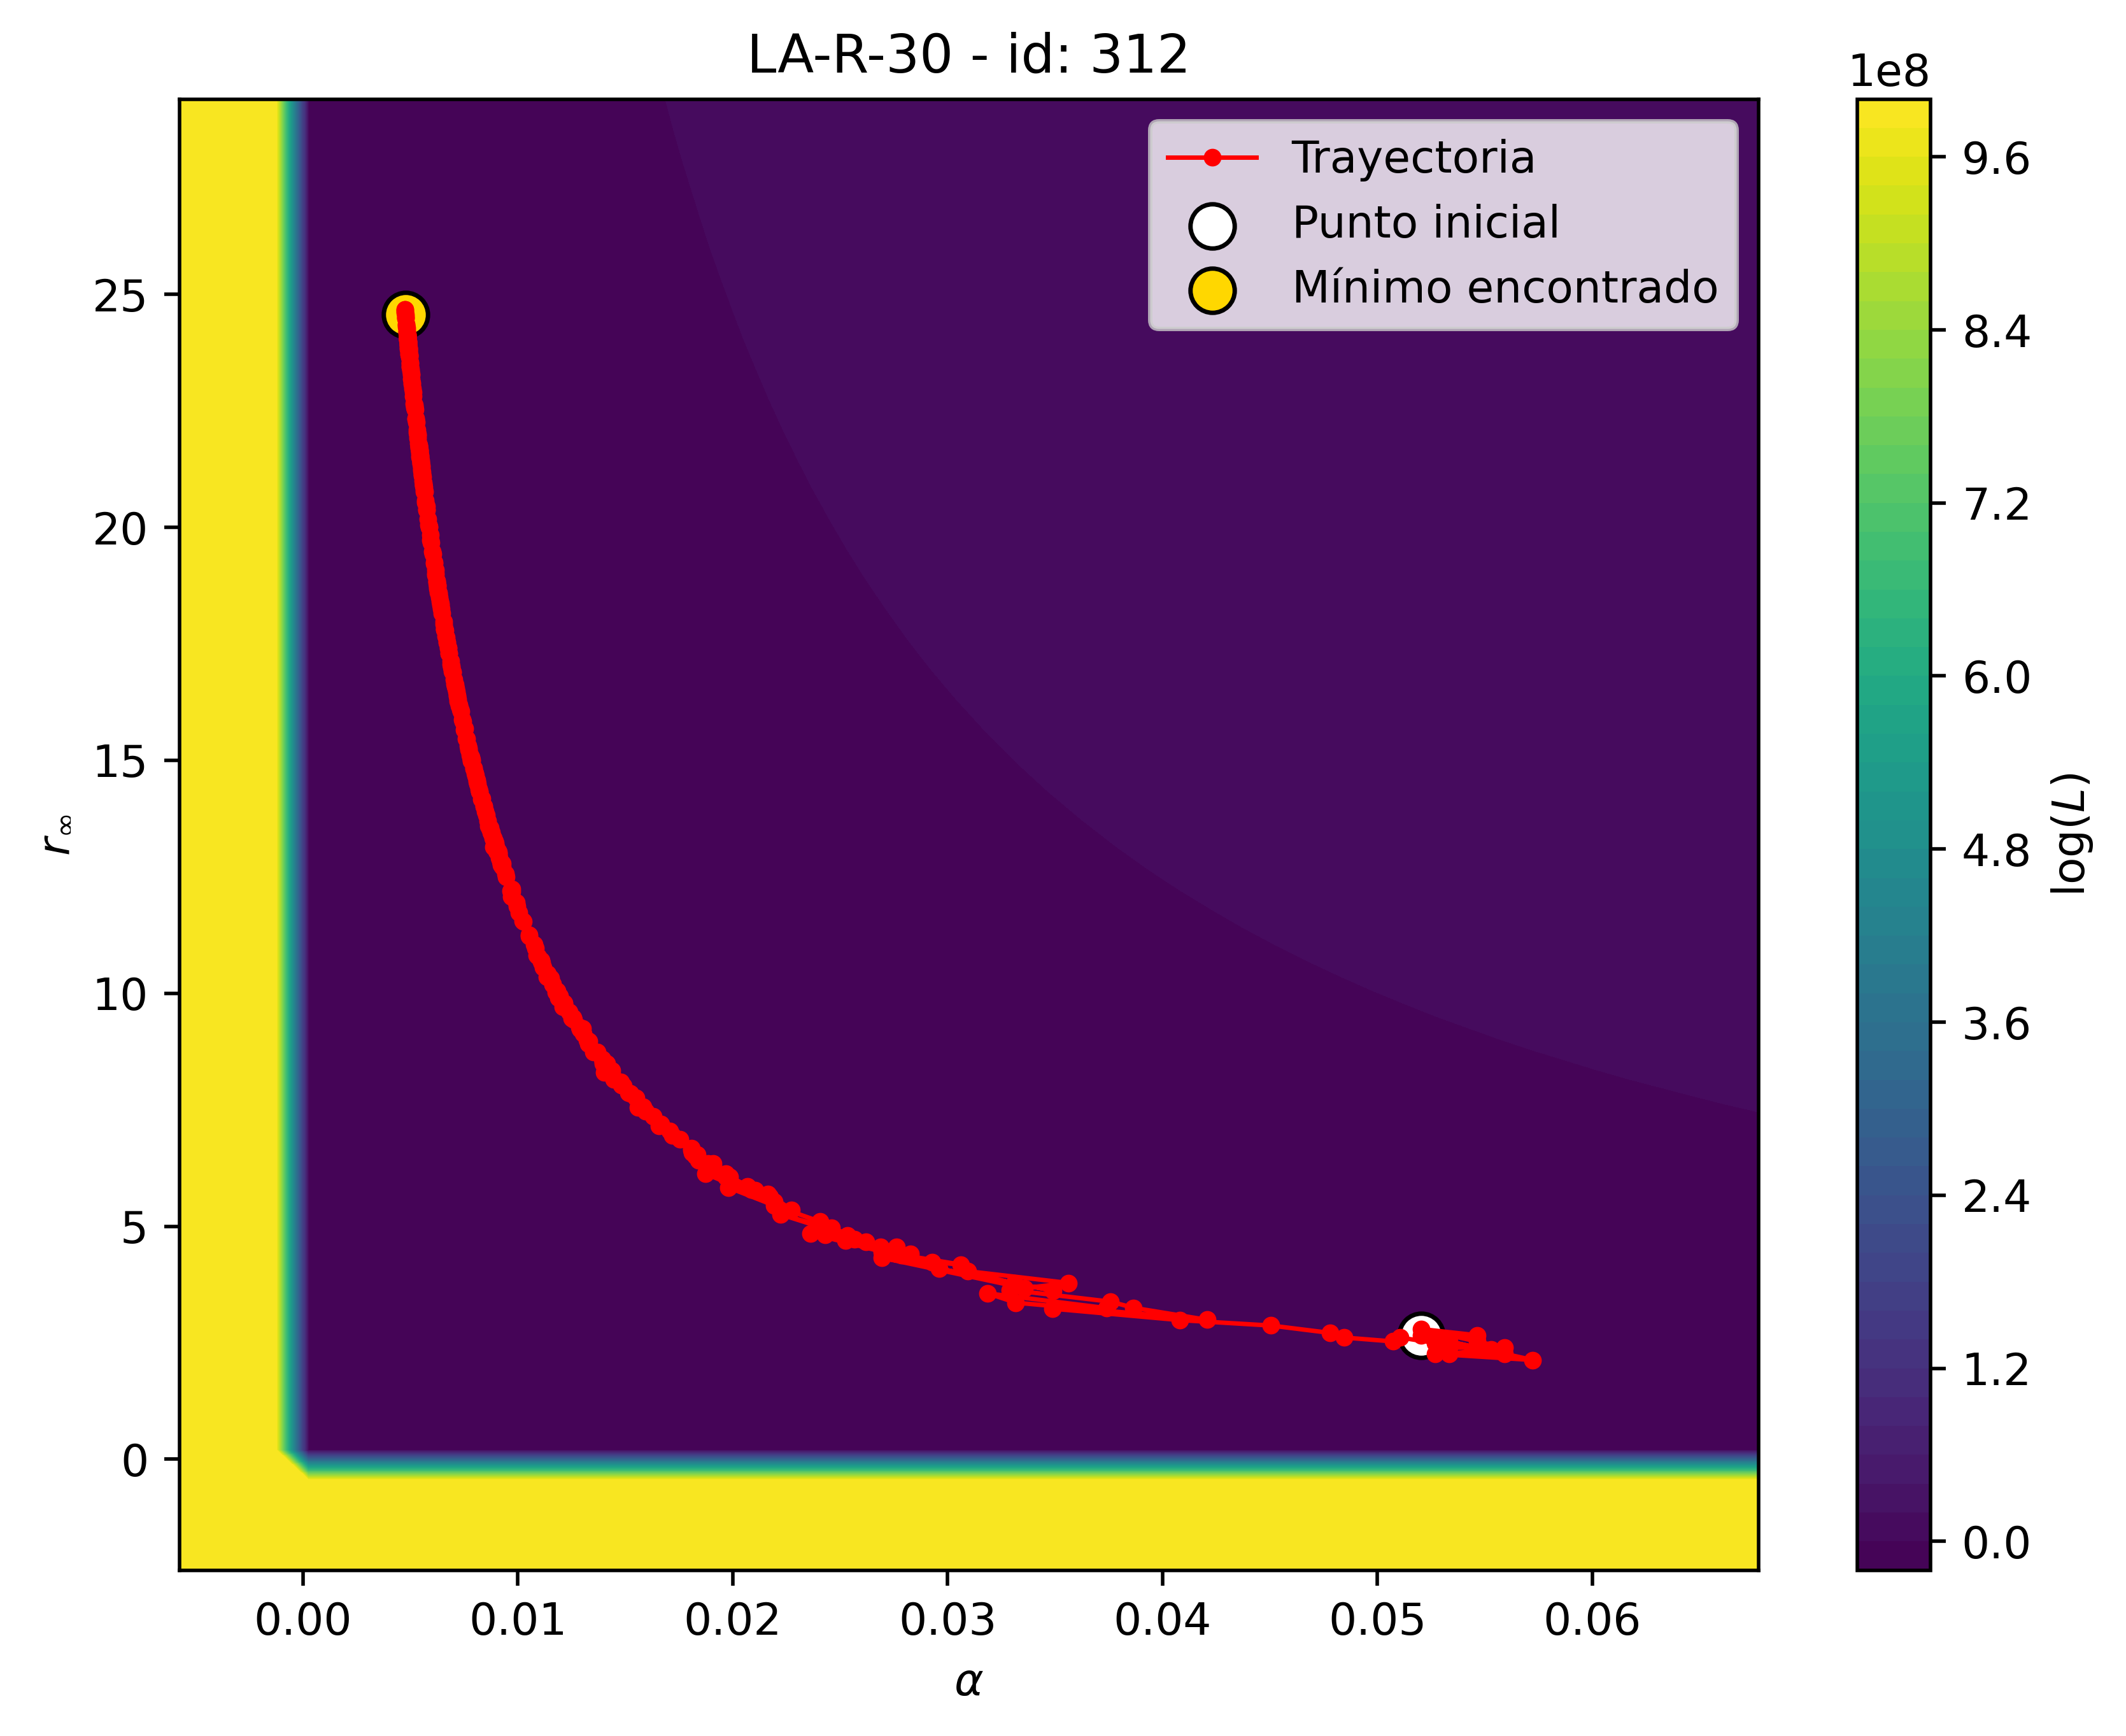 LA-R-30 - id: 312
1e8
Trayectoria
Punto inicial
Mínimo encontrado
25
20
15
10
5
0
r∞
0.00 0.01 0.02 0.03 0.04 0.05 0.06
α
9.6
8.4
7.2
6.0
4.8
3.6
2.4
1.2
0.0
log(L)